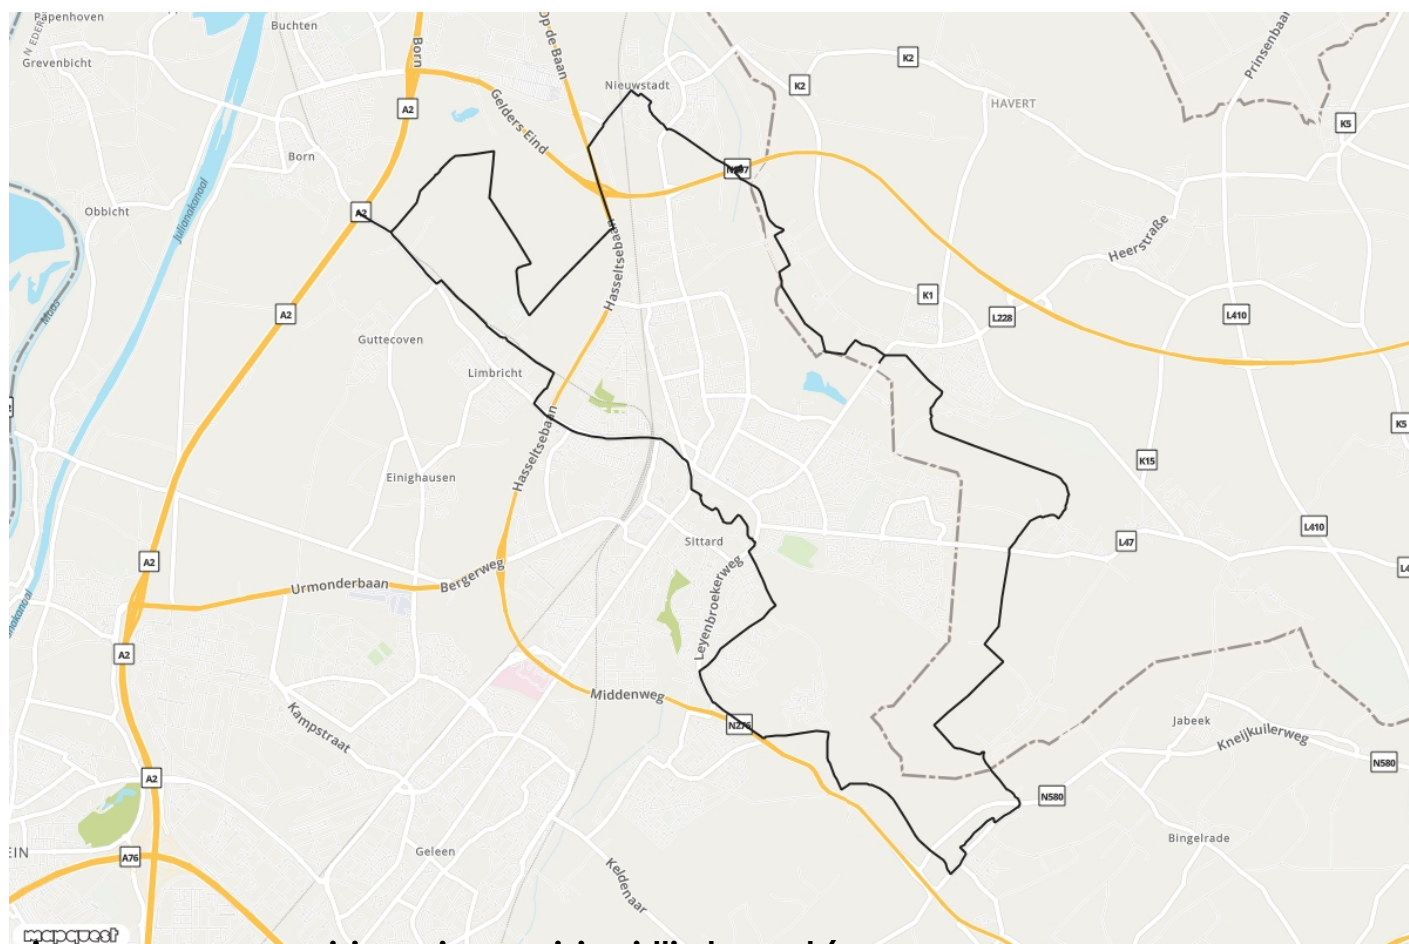 Papenhoven
Buchten
Born
Op de Baan
Prinsenbaan
N EDER
Grevenbicht
K2
K2
Nieuwstadt
A2
Gelders Eind
HAVERT
K5
Born
Julianakanaal
Obbicht
A2
Heerstraße
Hasseltsebaan
K1
L228
L410
A2
Maas
Guttecoven
Limbricht
K5
Hasseltsebaan
K15
Einighausen
L410
Sittard
L47
A2
Bergerweg
Urmonderbaan
Leyenbroekerweg
A2
Middenweg
N276
Kampstraat
Jabeek
Kneijkuilerweg
N580
A2
N580
Bingelrade
A76
EIN
Geleen
Keldenaar
mapquest